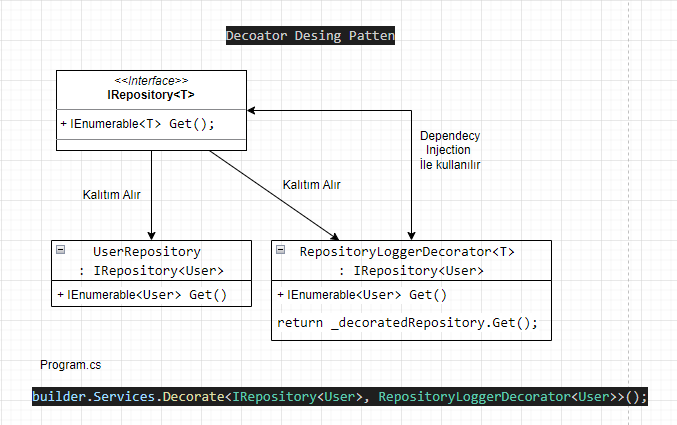 Decoator Desing Patten
<<Interface>>
IRepository<T>
+ IEnumerable<T> Get();
Dependecy
Injection
İle kullanılır
Kalıtım Alır
Kalıtım Alır
UserRepository
: IRepository<User>
+ IEnumerable<User> Get()
RepositoryLoggerDecorator<T>
: IRepository<User>
+ IEnumerable<User> Get()
return _decoratedRepository.Get();
Program.cs
builder.Services.Decorate<IRepository<User>, RepositoryLoggerDecorator<User>>();